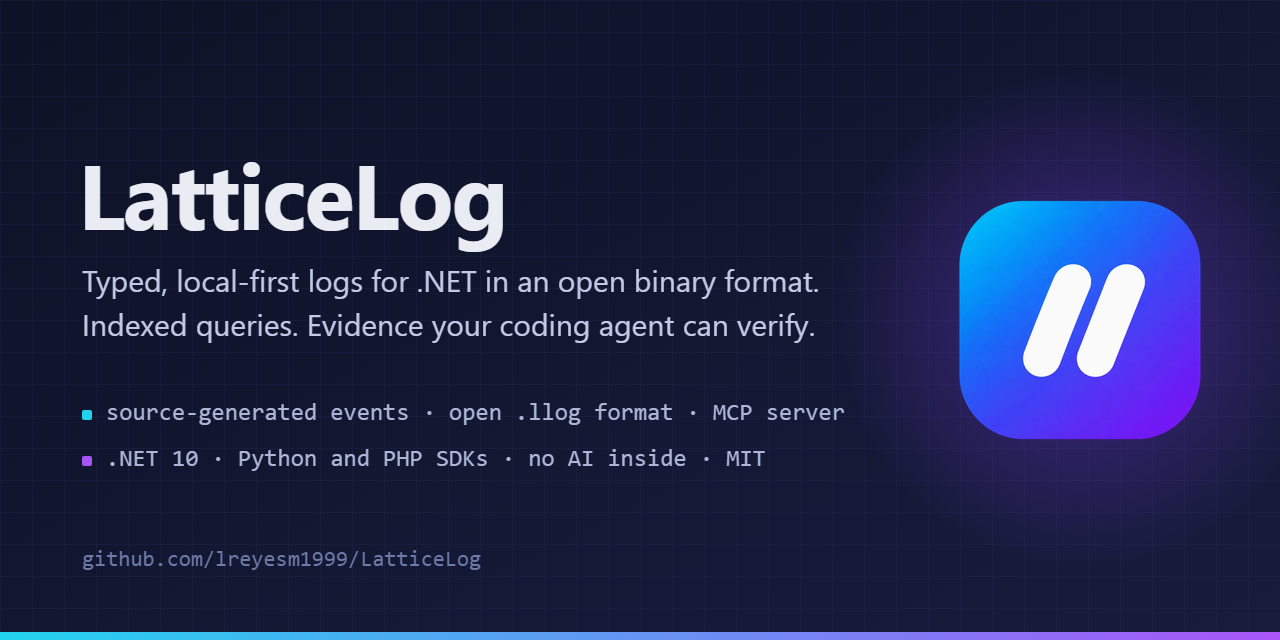 LatticeLog
Typed, local-first logs for .NET in an open binary format.
Indexed queries. Evidence your coding agent can verify.
source-generated events · open .llog format · MCP server
.NET 10 · Python and PHP SDKs · no AI inside · MIT
github.com/lreyesm1999/LatticeLog